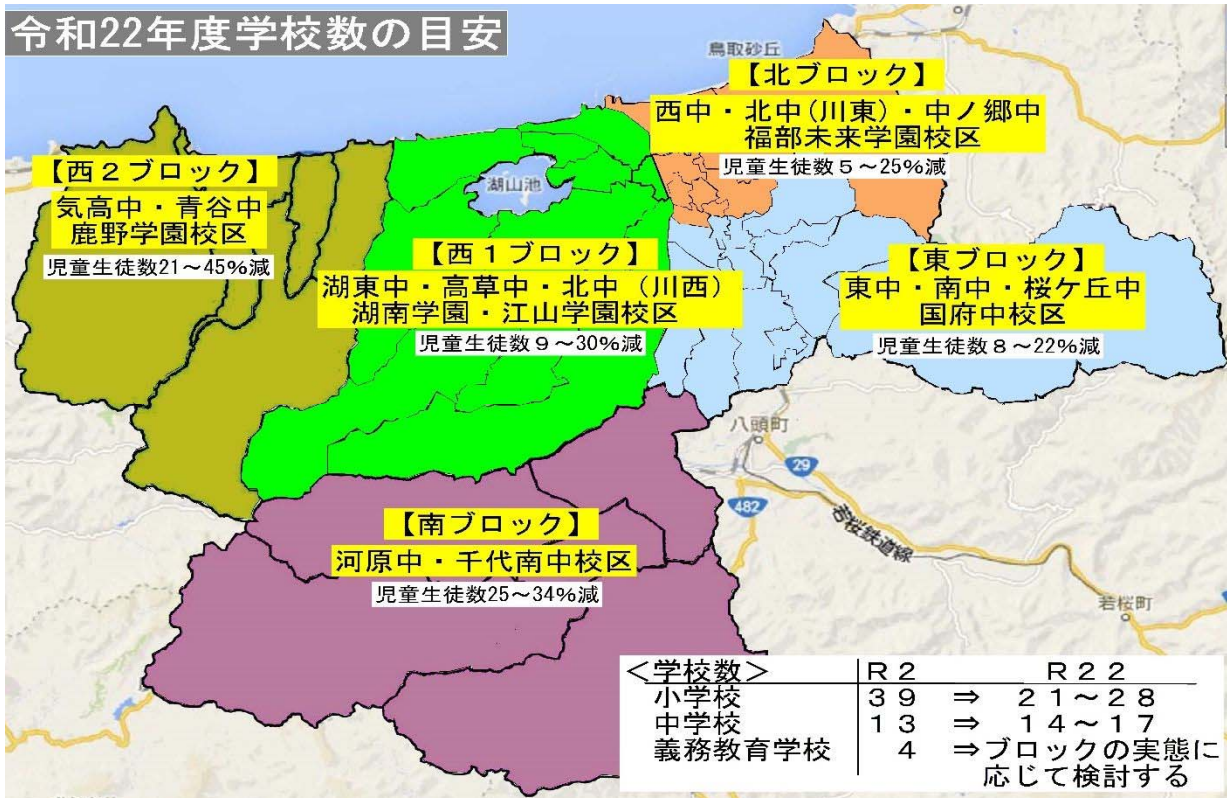 令和22年度学校数の目安
鳥取砂丘
【北ブロック】
西中・北中(川東)・中ノ郷中
福部未来学園校区
児童生徒数5～25%減
【西２ブロック】
気高中・青谷中
鹿野学園校区
児童生徒数21～45%減
湖山池
【西１ブロック】
湖東中・高草中・北中（川西）
湖南学園・江山学園校区
児童生徒数９～30%減
【東ブロック】
東中・南中・桜ケ丘中
国府中校区
児童生徒数８～22%減
八頭町
29
482
若桜鉄道線
若桜町
【南ブロック】
河原中・千代南中校区
児童生徒数25～34%減
＜学校数＞ Ｒ２ Ｒ２２
小学校 ３９ ⇒ ２１～２８
中学校 １３ ⇒ １４～１７
義務教育学校 ４ ⇒ブロックの実態に
応じて検討する